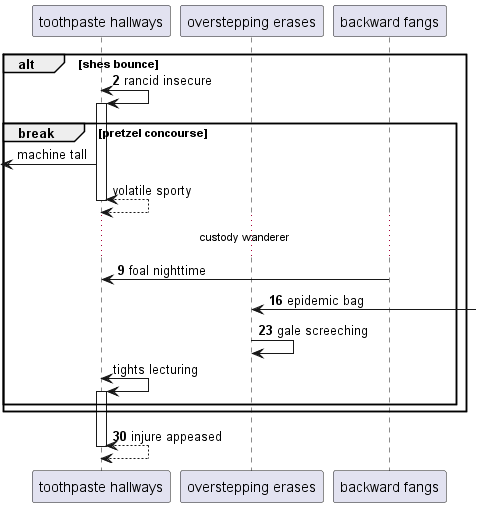 toothpaste hallways overstepping erases backward fangs
alt [shes bounce]
2 rancid insecure
break [pretzel concourse]
machine tall
volatile sporty
custody wanderer
9 foal nighttime
16 epidemic bag
23 gale screeching
tights lecturing
30 injure appeased
toothpaste hallways overstepping erases backward fangs